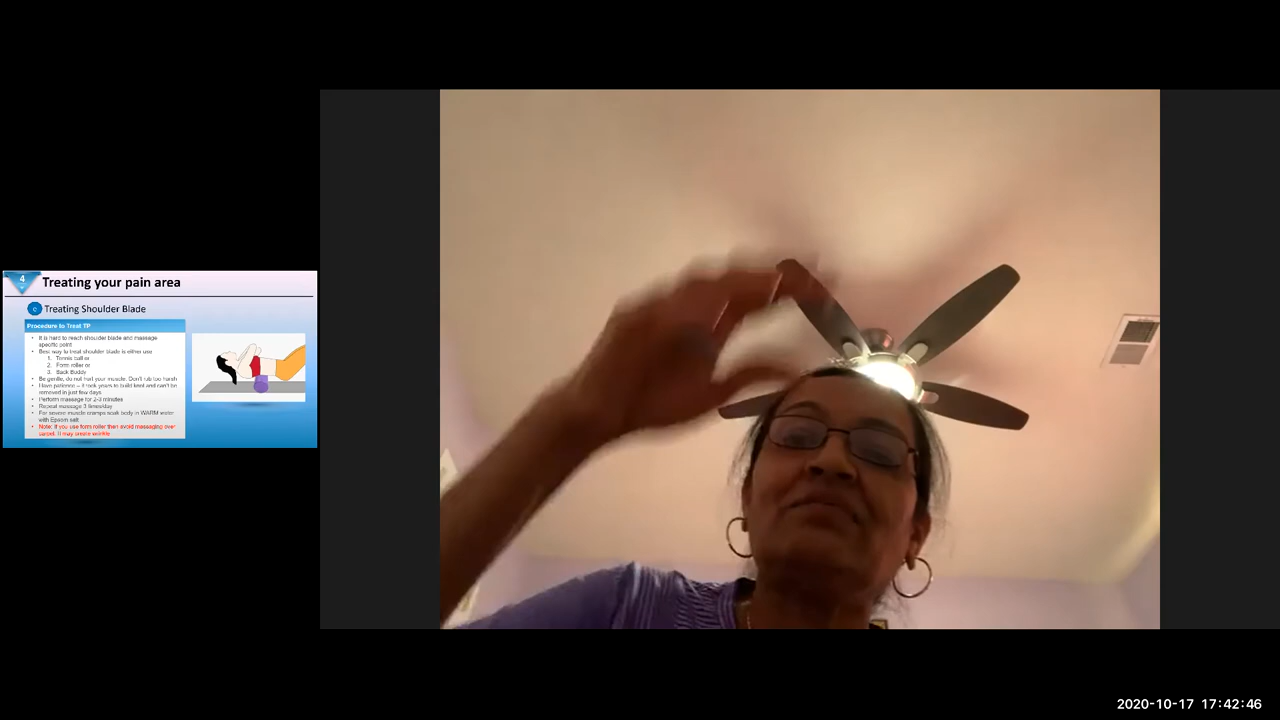 4
Treating your pain area
c Treating Shoulder Blade
Procedure to Treat TP
• It is hard to reach shoulder blade and massage
specific point
• Best way to treat shoulder blade is either use
1. Tennis ball or
2. Form roller or
3. Back Buddy
• Be gentle, do not hurt your muscle. Don't rub too harsh
• Have patience – it took years to build knot and can't be
removed in just few days
• Perform massage for 2-3 minutes
• Repeat massage 3 times/day
• For severe muscle cramps soak body in WARM water
with Epsom salt
• Note: If you use form roller then avoid massaging over
carpet. It may create wrinkle
2020-10-17 17:42:46